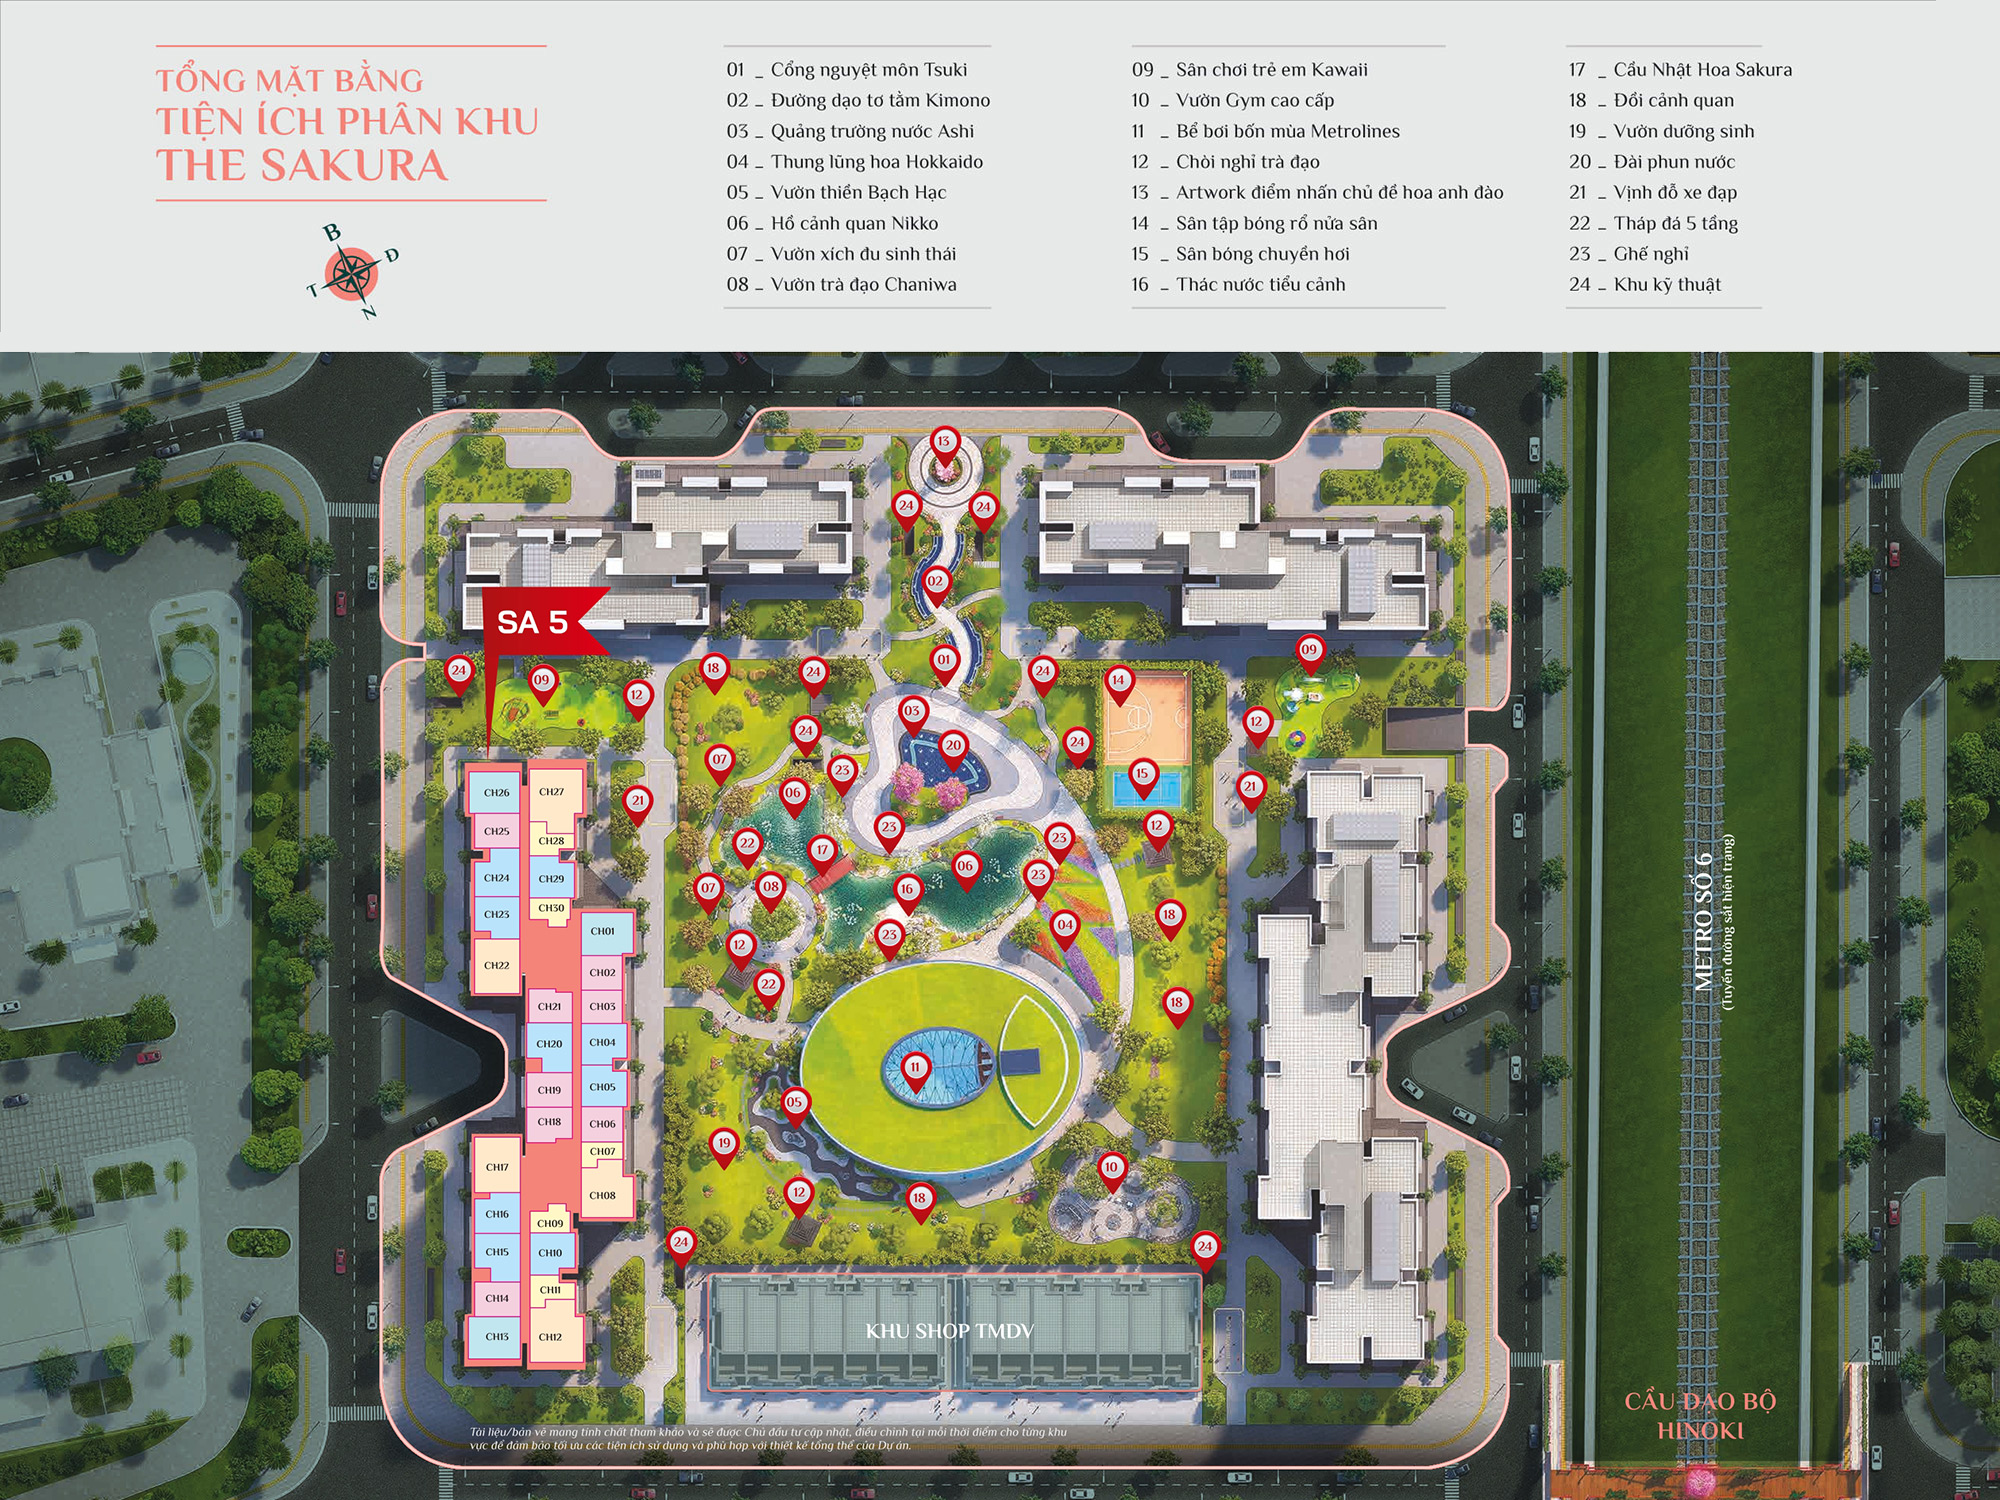 TỔNG MẶT BẰNG
TIỆN ÍCH PHÂN KHU
THE SAKURA
B
Đ
T
N
01 _ Cổng nguyệt môn Tsuki
02 _ Đường dạo tơ tằm Kimono
03 _ Quảng trường nước Ashi
04 _ Thung lũng hoa Hokkaido
05 _ Vườn thiền Bạch Hạc
06 _ Hồ cảnh quan Nikko
07 _ Vườn xích đu sinh thái
08 _ Vườn trà đạo Chaniwa
09 _ Sân chơi trẻ em Kawaii
10 _ Vườn Gym cao cấp
11 _ Bể bơi bốn mùa Metrolines
12 _ Chòi nghỉ trà đạo
13 _ Artwork điểm nhấn chủ đề hoa anh đào
14 _ Sân tập bóng rổ nửa sân
15 _ Sân bóng chuyền hơi
16 _ Thác nước tiểu cảnh
17 _ Cầu Nhật Hoa Sakura
18 _ Đồi cảnh quan
19 _ Vườn dưỡng sinh
20 _ Đài phun nước
21 _ Vịnh đỗ xe đạp
22 _ Tháp đá 5 tầng
23 _ Ghế nghỉ
24 _ Khu kỹ thuật
13
24
24
02
SA 5
01
09
24
09
12
18
24
24
14
03
12
20
24
24
07
23
15
06
21
21
CH26
CH27
CH25
CH28
23
12
23
22
17
CH24
CH29
06
23
07
08
16
CH23
CH30
18
04
CH01
23
12
CH22
CH02
22
CH21
CH03
18
CH20
CH04
11
CH19
CH05
05
CH18
CH06
19
CH07
CH17
10
CH08
12
18
CH16
CH09
24
24
CH15
CH10
CH14
CH11
CH13
CH12
KHU SHOP TMDV
METRO SỐ 6
(Tuyến đường sắt hiện trạng)
CẦU DẠO BỘ
HINOKI
Tài liệu/bản vẽ mang tính chất tham khảo và sẽ được Chủ đầu tư cập nhật, điều chỉnh tại mỗi thời điểm cho từng khu
vực để đảm bảo tối ưu các tiện ích sử dụng và phù hợp với thiết kế tổng thể của Dự án.